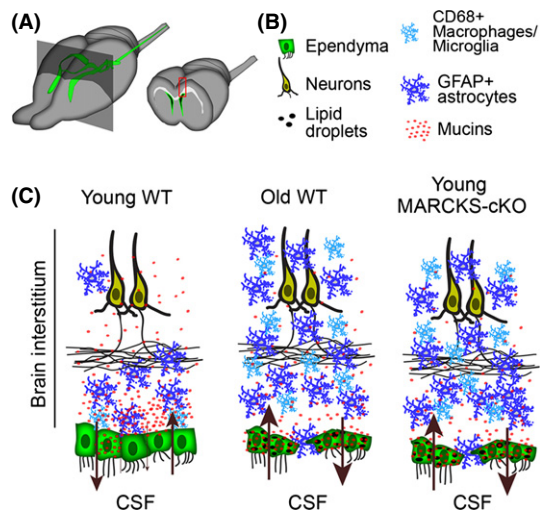 (A)
(B)
Ependyma
Neurons
Lipid
droplets
CD68+
Macrophages/
Microglia
GFAP+
astrocytes
Mucins
(C)
Young WT
Old WT
Young
MARCKS-cKO
Brain interstitium
CSF
CSF
CSF